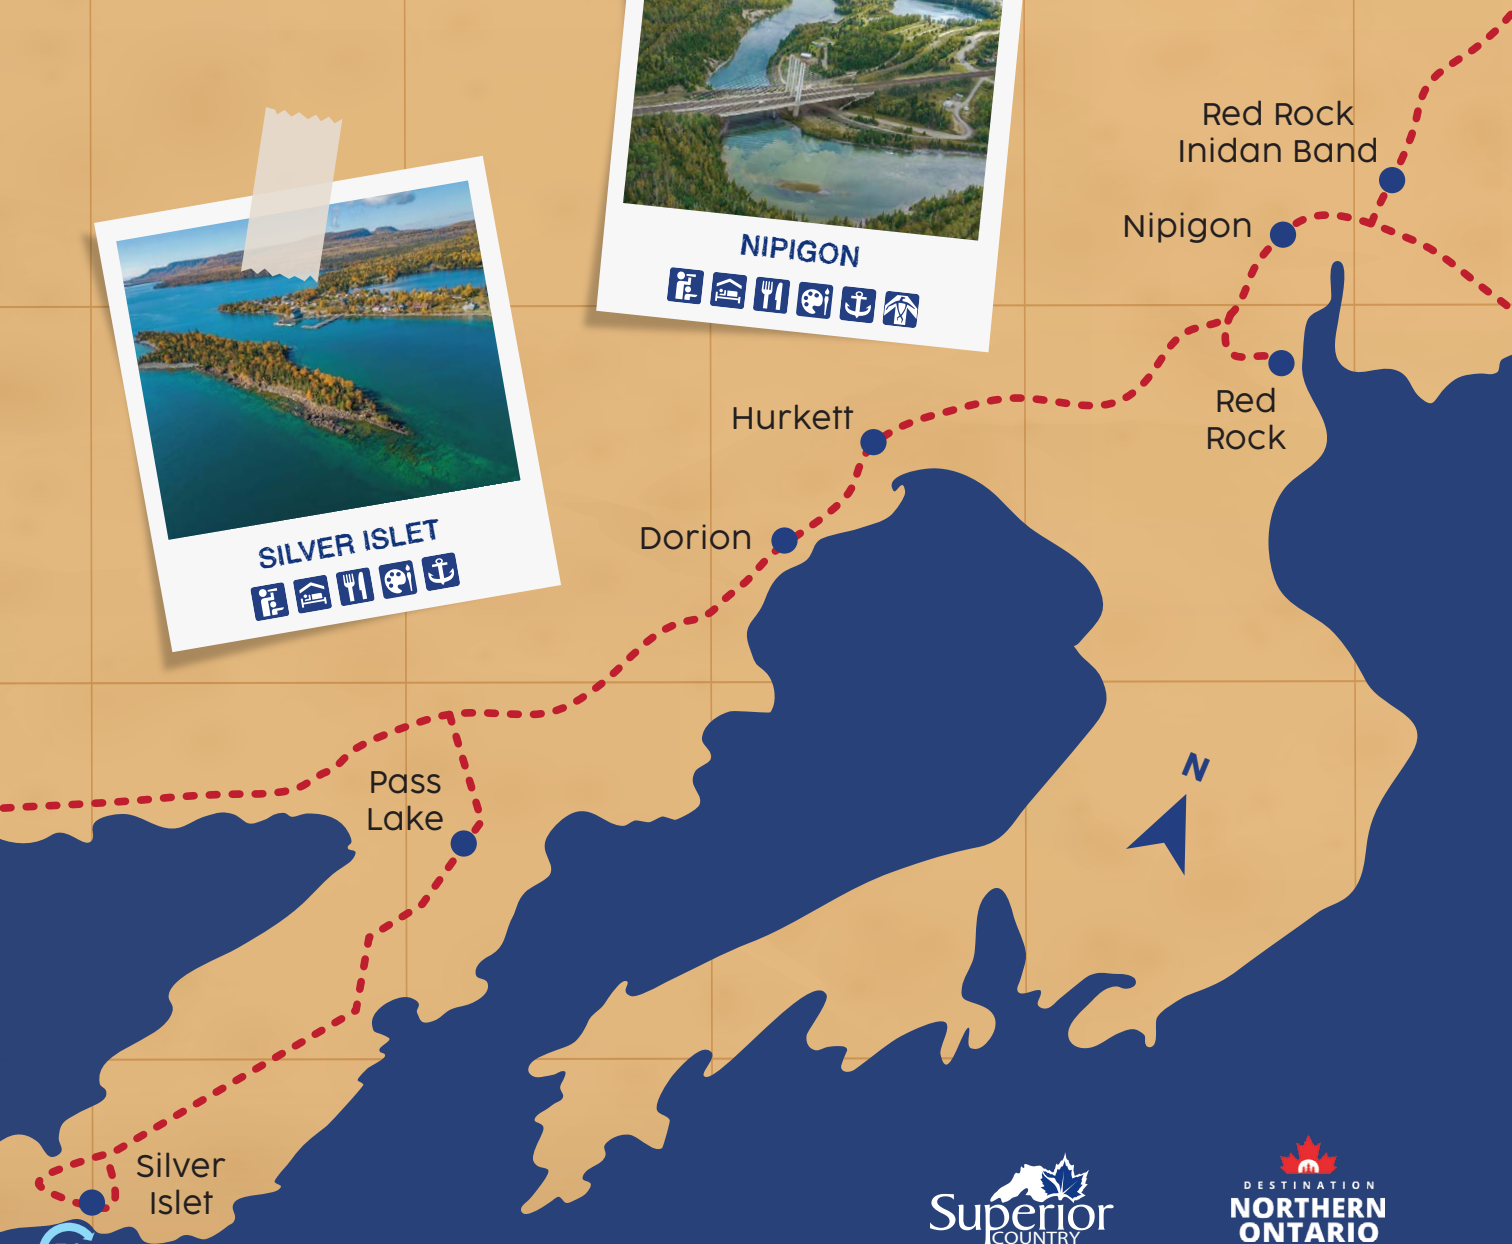 Red Rock
Inidan Band
Nipigon
NIPIGON
Hurkett
Red
Rock
SILVER ISLET
Dorion
N
Pass
Lake
Silver
Islet
Superior
COUNTRY
DESTINATION
NORTHERN
ONTARIO